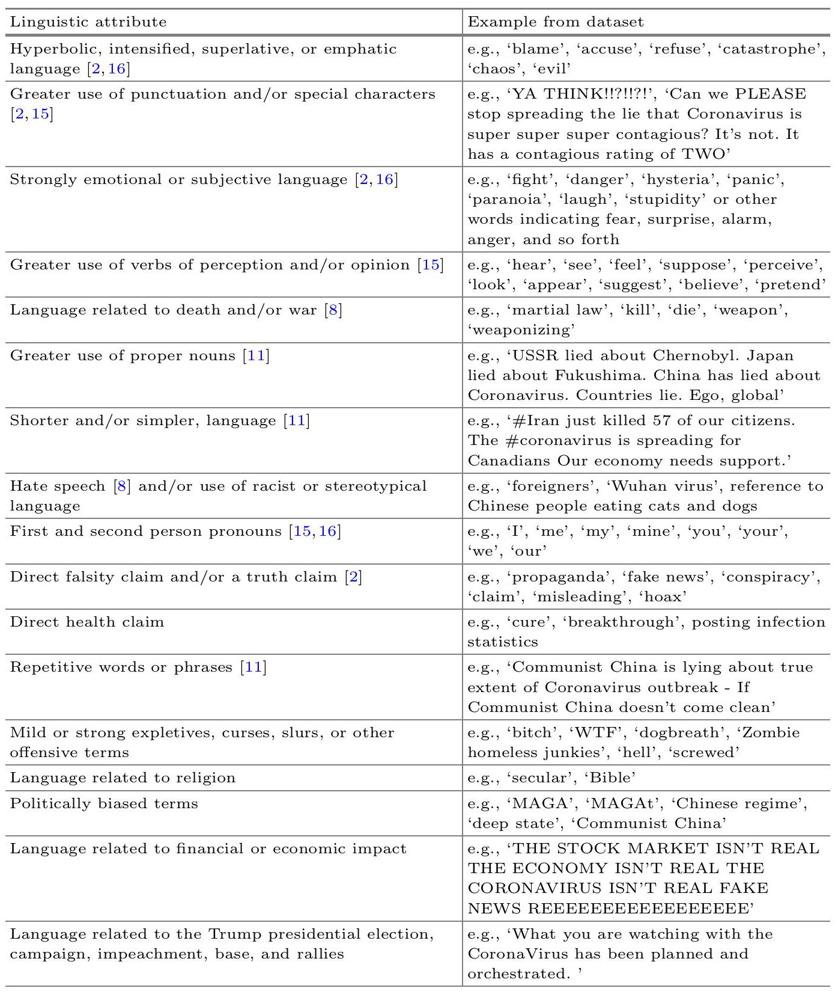 Linguistic attribute
Example from dataset
Hyperbolic, intensified, superlative, or emphatic
language [2,16]
e.g., ‘blame’, ‘accuse’, ‘refuse’, ‘catastrophe’,
‘chaos’, ‘evil’
Greater use of punctuation and/or special characters
[2,15]
e.g., ‘YA THINK!!?!!?!’, ‘Can we PLEASE
stop spreading the lie that Coronavirus is
super super super contagious? It’s not. It
has a contagious rating of TWO’
Strongly emotional or subjective language [2,16]
e.g., ‘fight’, ‘danger’, ‘hysteria’, ‘panic’,
‘paranoia’, ‘laugh’, ‘stupidity’ or other
words indicating fear, surprise, alarm,
anger, and so forth
Greater use of verbs of perception and/or opinion [15]
e.g., ‘hear’, ‘see’, ‘feel’, ‘suppose’, ‘perceive’,
‘look’, ‘appear’, ‘suggest’, ‘believe’, ‘pretend’
Language related to death and/or war [8]
e.g., ‘martial law’, ‘kill’, ‘die’, ‘weapon’,
‘weaponizing’
Greater use of proper nouns [11]
e.g., ‘USSR lied about Chernobyl. Japan
lied about Fukushima. China has lied about
Coronavirus. Countries lie. Ego, global’
Shorter and/or simpler, language [11]
e.g., ‘#Iran just killed 57 of our citizens.
The #coronavirus is spreading for
Canadians Our economy needs support.’
Hate speech [8] and/or use of racist or stereotypical
language
e.g., ‘foreigners’, ‘Wuhan virus’, reference to
Chinese people eating cats and dogs
First and second person pronouns [15,16]
e.g., ‘I’, ‘me’, ‘my’, ‘mine’, ‘you’, ‘your’,
‘we’, ‘our’
Direct falsity claim and/or a truth claim [2]
e.g., ‘propaganda’, ‘fake news’, ‘conspiracy’,
‘claim’, ‘misleading’, ‘hoax’
Direct health claim
e.g., ‘cure’, ‘breakthrough’, posting infection
statistics
Repetitive words or phrases [11]
e.g., ‘Communist China is lying about true
extent of Coronavirus outbreak - If
Communist China doesn’t come clean’
Mild or strong expletives, curses, slurs, or other
offensive terms
e.g., ‘bitch’, ‘WTF’, ‘dogbreath’, ‘Zombie
homeless junkies’, ‘hell’, ‘screwed’
Language related to religion
e.g., ‘secular’, ‘Bible’
Politically biased terms
e.g., ‘MAGA’, ‘MAGAt’, ‘Chinese regime’,
‘deep state’, ‘Communist China’
Language related to financial or economic impact
e.g., ‘THE STOCK MARKET ISN’T REAL
THE ECONOMY ISN’T REAL THE
CORONAVIRUS ISN’T REAL FAKE
NEWS REEEEEEEEEEEEEEEEE’
Language related to the Trump presidential election,
campaign, impeachment, base, and rallies
e.g., ‘What you are watching with the
CoronaVirus has been planned and
orchestrated. ’